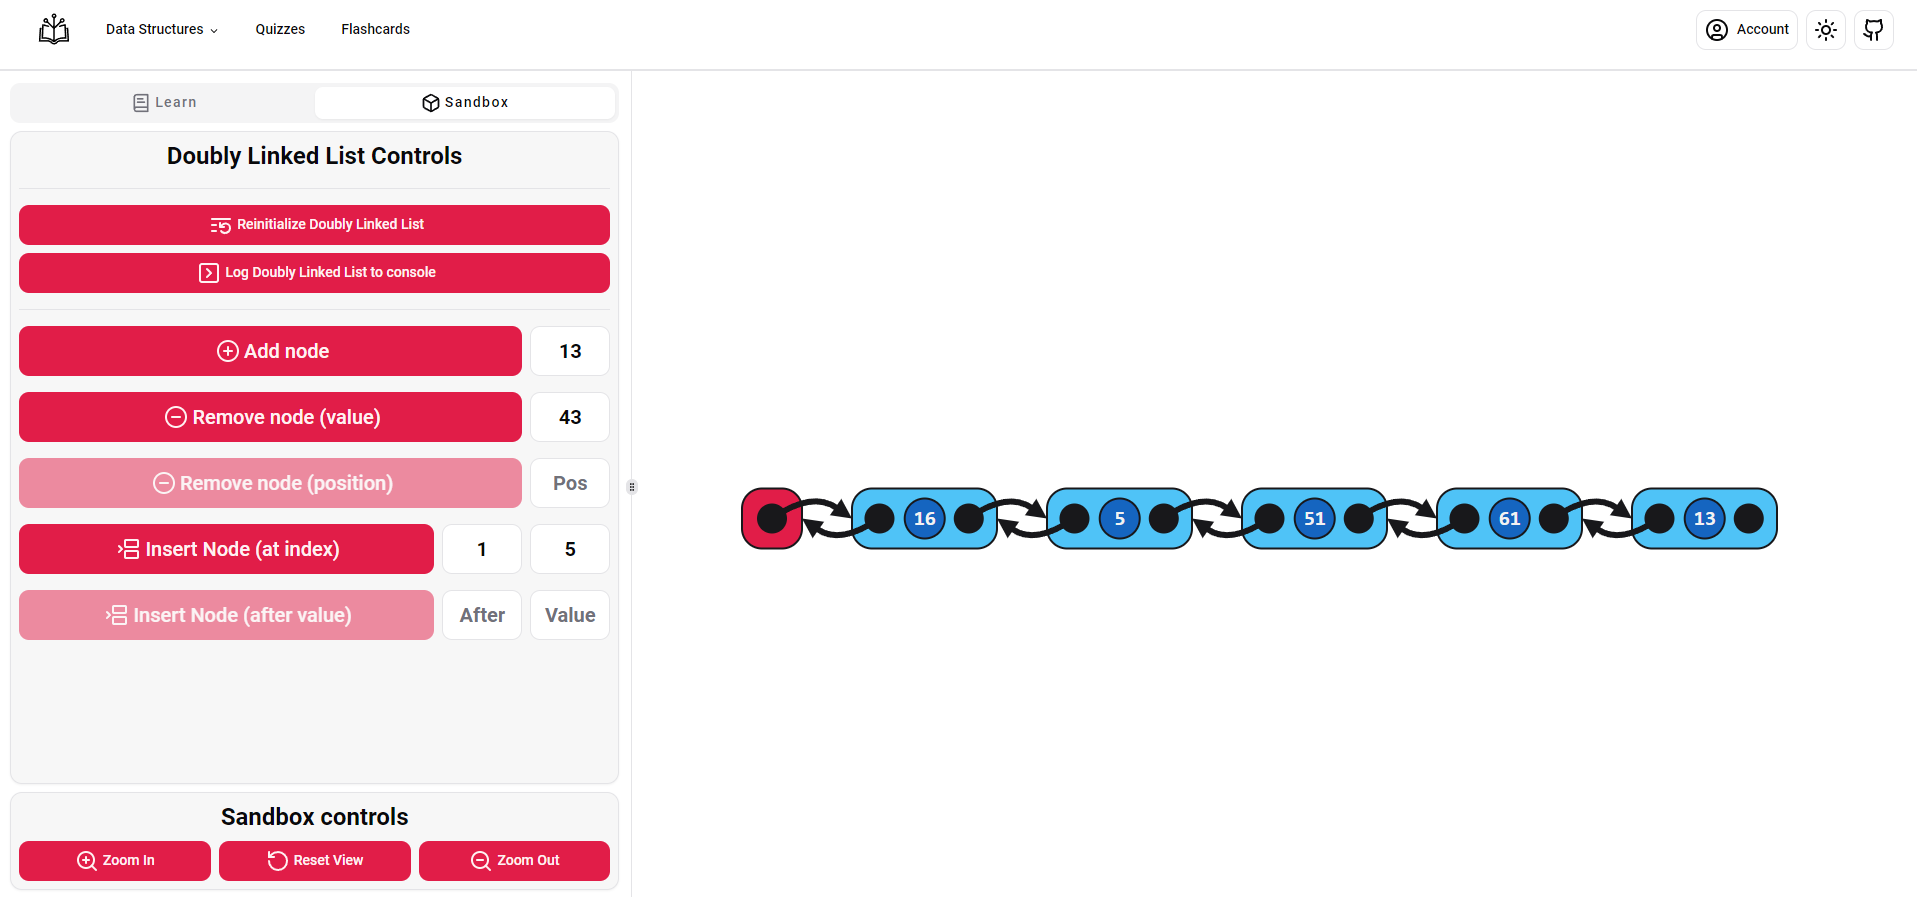 Data Structures
Quizzes
Flashcards
Account
Learn
Sandbox
Doubly Linked List Controls
Reinitialize Doubly Linked List
Log Doubly Linked List to console
Add node
13
Remove node (value)
43
Remove node (position)
Pos
Insert Node (at index)
1
5
Insert Node (after value)
After
Value
Sandbox controls
Zoom In
Reset View
Zoom Out
16
5
51
61
13